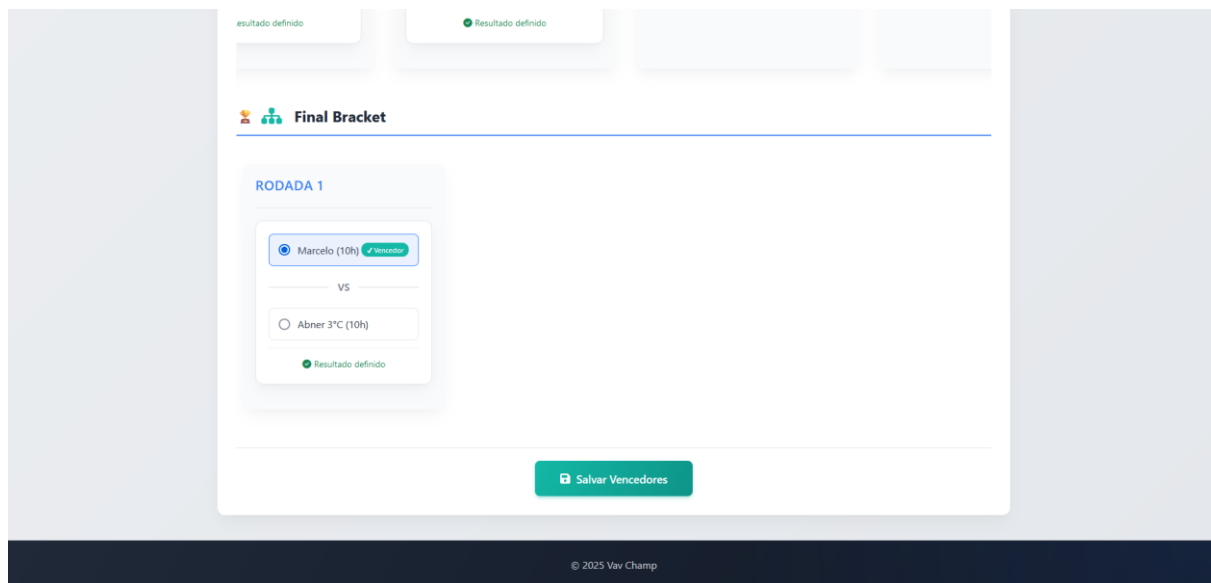 esultado definido
Resultado definido
Final Bracket
RODADA 1
Marcelo (10h) ✓ Vencedor
VS
Abner 3°C (10h)
Resultado definido
Salvar Vencedores
© 2025 Vav Champ